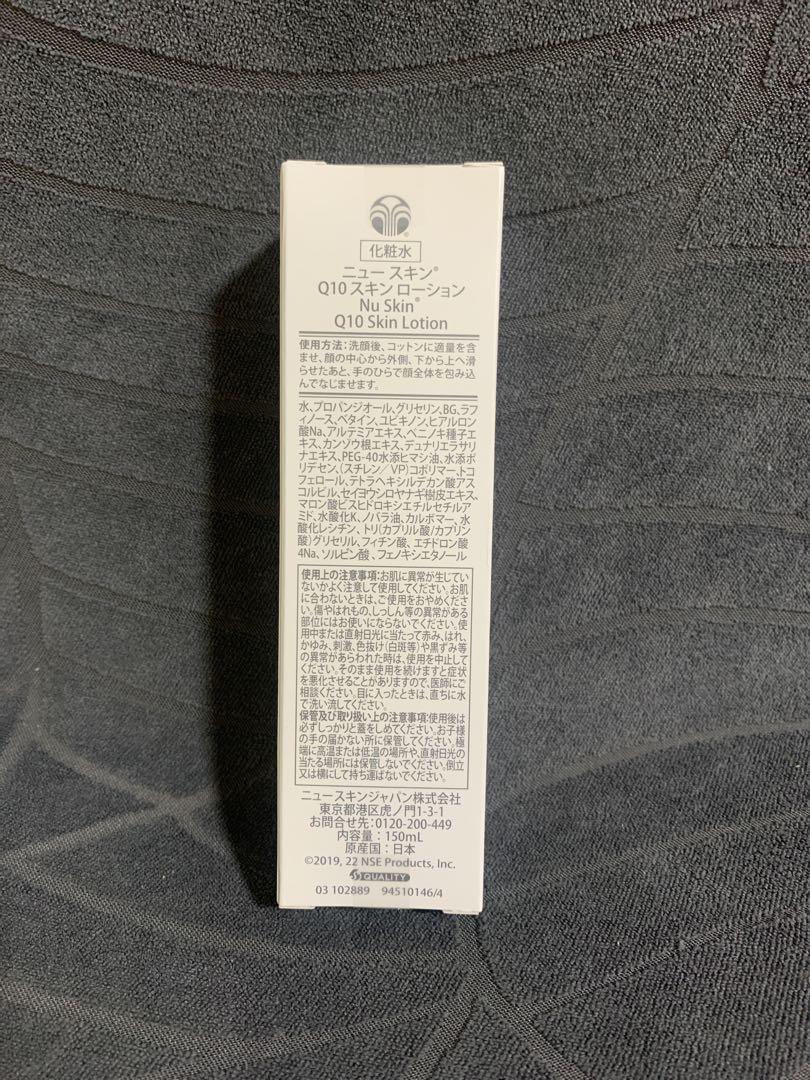 化粧水
ニュー スキン®
Q10 スキン ローション
Nu Skin®
Q10 Skin Lotion
使用方法：洗顔後、コットンに適量を含
ませ、顔の中心から外側、下から上へ滑
らせたあと、手のひらで顔全体を包み込
んでなじませます。
水、プロパンジオール、グリセリン、BG、ラフ
ィノース、ベタイン、ユビキノン、ヒアルロン
酸Na、アルテミアエキス、ベニノキ種子エ
キス、カンゾウ根エキス、デュナリエラサリ
ナエキス、PEG-40水添ヒマシ油、水添ポ
リデセン、(スチレン／VP)コポリマー、トコ
フェロール、テトラヘキシルデカン酸アス
コルビル、セイヨウシロヤナギ樹皮エキス、
マロン酸ビスヒドロキシエチルセチルア
ミド、水酸化K、ノバラ油、カルボマー、水
酸化レシチン、トリ(カプリル酸/カプリン
酸)グリセリル、フィチン酸、エチドロン酸
4Na、ソルビン酸、フェノキシエタノール
使用上の注意事項:お肌に異常が生じてい
ないかよく注意して使用してください。お肌
に合わないときは、ご使用をおやめくださ
い。傷やはれもの、しっしん等の異常がある
部位にはお使いにならないでください。使
用中または直射日光に当たって赤み、はれ、
かゆみ、刺激、色抜け(白斑等)や黒ずみ等
の異常があらわれた時は、使用を中止して
ください。そのまま使用を続けますと症状
を悪化させることがありますので、医師にご
相談ください。目に入ったときは、直ちに水
で洗い流してください。
保管及び取り扱い上の注意事項:使用後は
必ずしっかりと蓋をしめてください。お子様
の手の届かない所に保管してください。極
端に高温または低温の場所や、直射日光の
当たる場所には保管しないでください。倒立
又は横にして持ち運ばないでください。
ニュースキンジャパン株式会社
東京都港区虎ノ門1-3-1
お問合せ先：0120-200-449
内容量：150mL
原産国：日本
©2019, 22 NSE Products, Inc.
6S QUALITY
03 102889 94510146/4